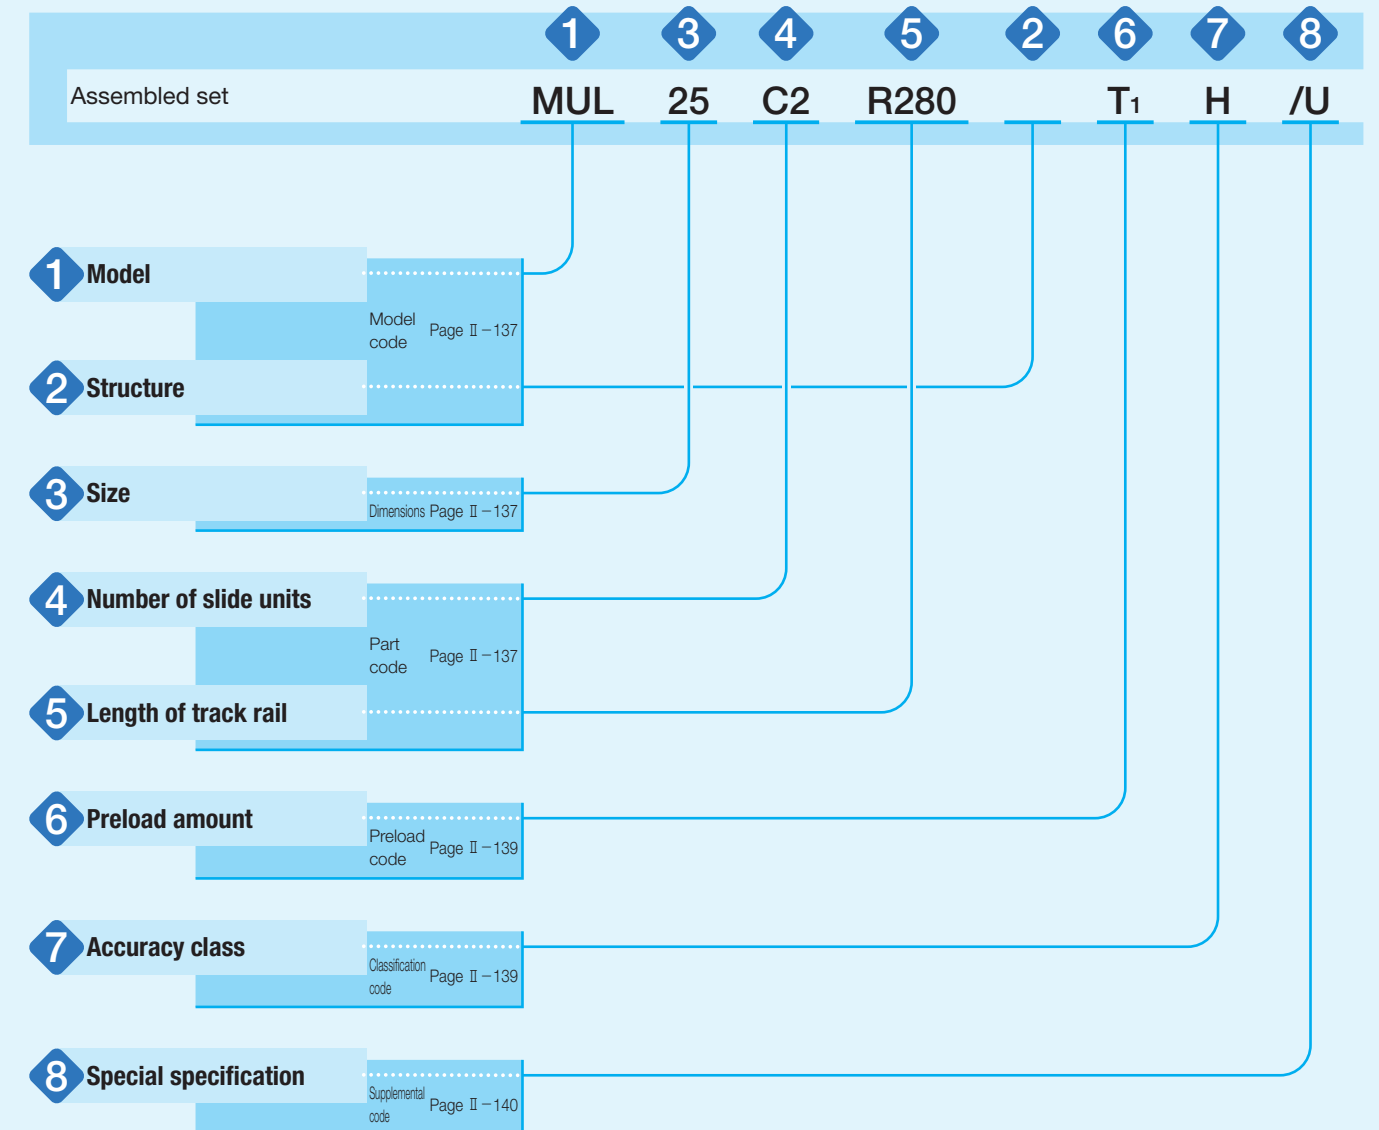 1 3 4 5 2 6 7 8
Assembled set MUL 25 C2 R280 T1 H /U
1 Model
Model code Page Ⅱ－137
2 Structure
3 Size
Dimensions Page Ⅱ－137
4 Number of slide units
Part code Page Ⅱ－137
5 Length of track rail
6 Preload amount
Preload code Page Ⅱ－139
7 Accuracy class
Classification code Page Ⅱ－139
8 Special specification
Supplemental code Page Ⅱ－140